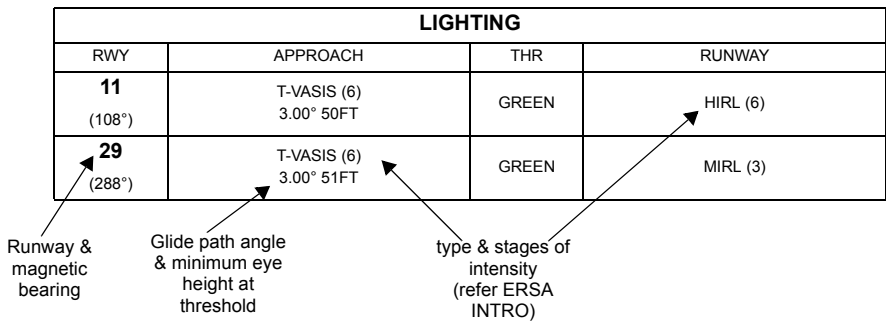 LIGHTING
RWY APPROACH THR RUNWAY
11
(108°)
T-VASIS (6)
3.00° 50FT
GREEN
HIRL (6)
29
(288°)
T-VASIS (6)
3.00° 51FT
GREEN
MIRL (3)
Runway &
magnetic
bearing
Glide path angle
& minimum eye
height at
threshold
type & stages of
intensity
(refer ERSA
INTRO)